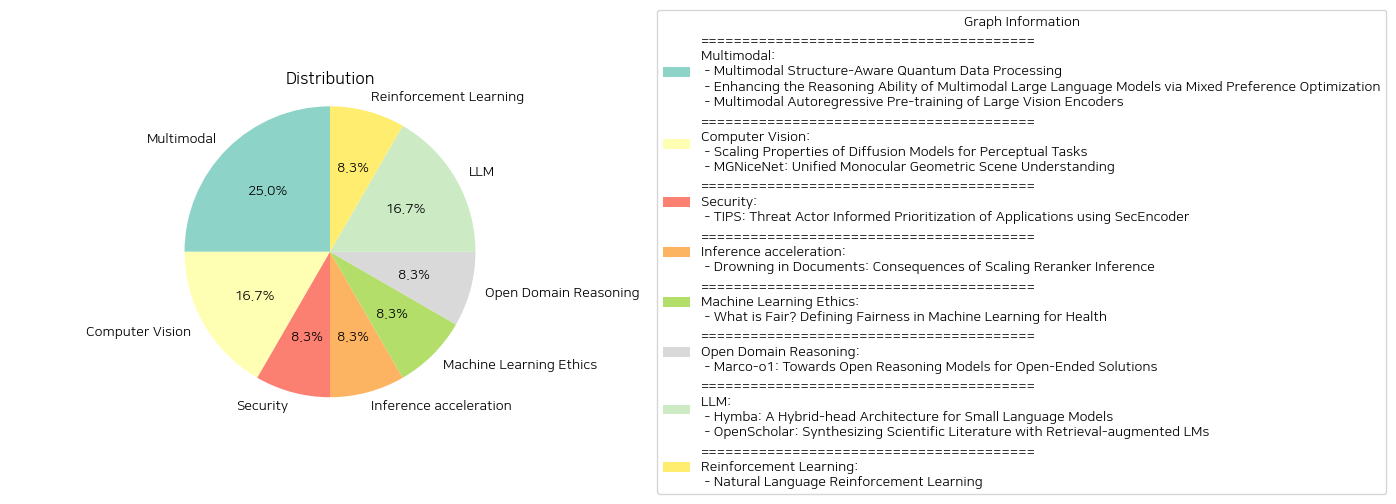 Distribution
Reinforcement Learning
Multimodal
LLM
8.3%
25.0%
16.7%
8.3%
Open Domain Reasoning
16.7%
8.3%
Computer Vision
8.3%
8.3%
Machine Learning Ethics
Security
Inference acceleration
Graph Information
========================================
Multimodal:
- Multimodal Structure-Aware Quantum Data Processing
- Enhancing the Reasoning Ability of Multimodal Large Language Models via Mixed Preference Optimization
- Multimodal Autoregressive Pre-training of Large Vision Encoders
========================================
Computer Vision:
- Scaling Properties of Diffusion Models for Perceptual Tasks
- MGNiceNet: Unified Monocular Geometric Scene Understanding
========================================
Security:
- TIPS: Threat Actor Informed Prioritization of Applications using SecEncoder
========================================
Inference acceleration:
- Drowning in Documents: Consequences of Scaling Reranker Inference
========================================
Machine Learning Ethics:
- What is Fair? Defining Fairness in Machine Learning for Health
========================================
Open Domain Reasoning:
- Marco-o1: Towards Open Reasoning Models for Open-Ended Solutions
========================================
LLM:
- Hymba: A Hybrid-head Architecture for Small Language Models
- OpenScholar: Synthesizing Scientific Literature with Retrieval-augmented LMs
========================================
Reinforcement Learning:
- Natural Language Reinforcement Learning